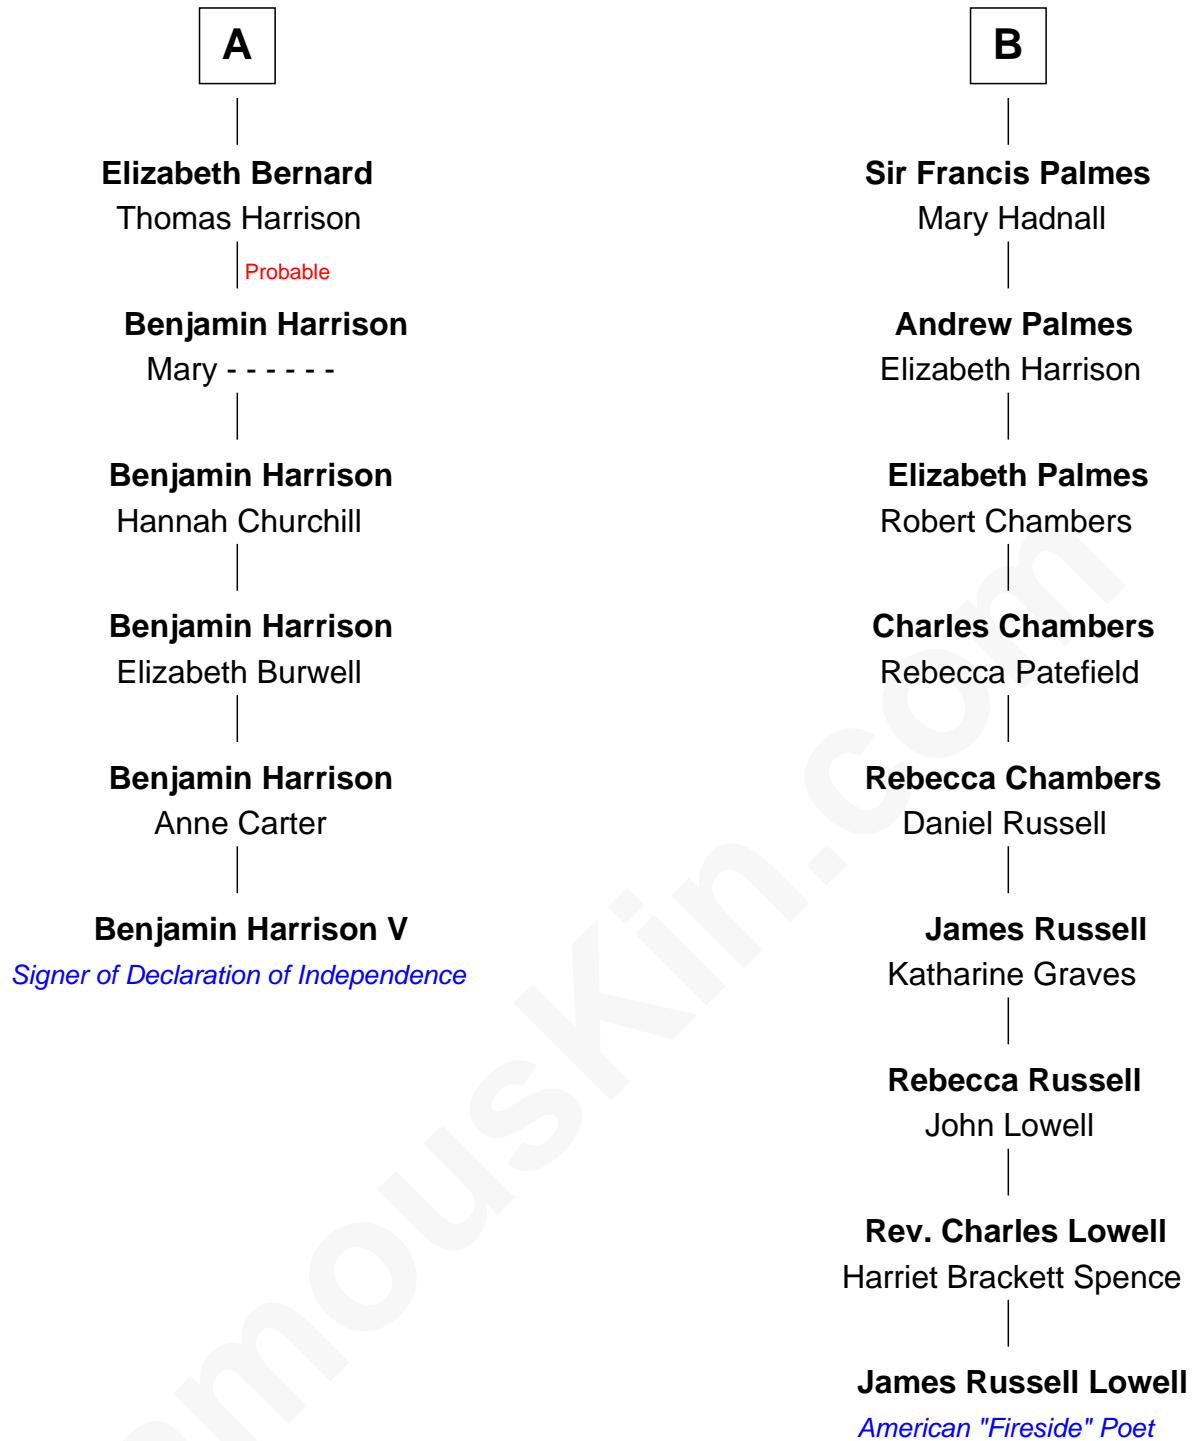 A
Elizabeth Bernard
Thomas Harrison
Probable
Benjamin Harrison
Mary - - - - - -
Benjamin Harrison
Hannah Churchill
Benjamin Harrison
Elizabeth Burwell
Benjamin Harrison
Anne Carter
Benjamin Harrison V
Signer of Declaration of Independence
B
Sir Francis Palmes
Mary Hadnall
Andrew Palmes
Elizabeth Harrison
Elizabeth Palmes
Robert Chambers
Charles Chambers
Rebecca Patefield
Rebecca Chambers
Daniel Russell
James Russell
Katharine Graves
Rebecca Russell
John Lowell
Rev. Charles Lowell
Harriet Brackett Spence
James Russell Lowell
American "Fireside" Poet
amouskin.com